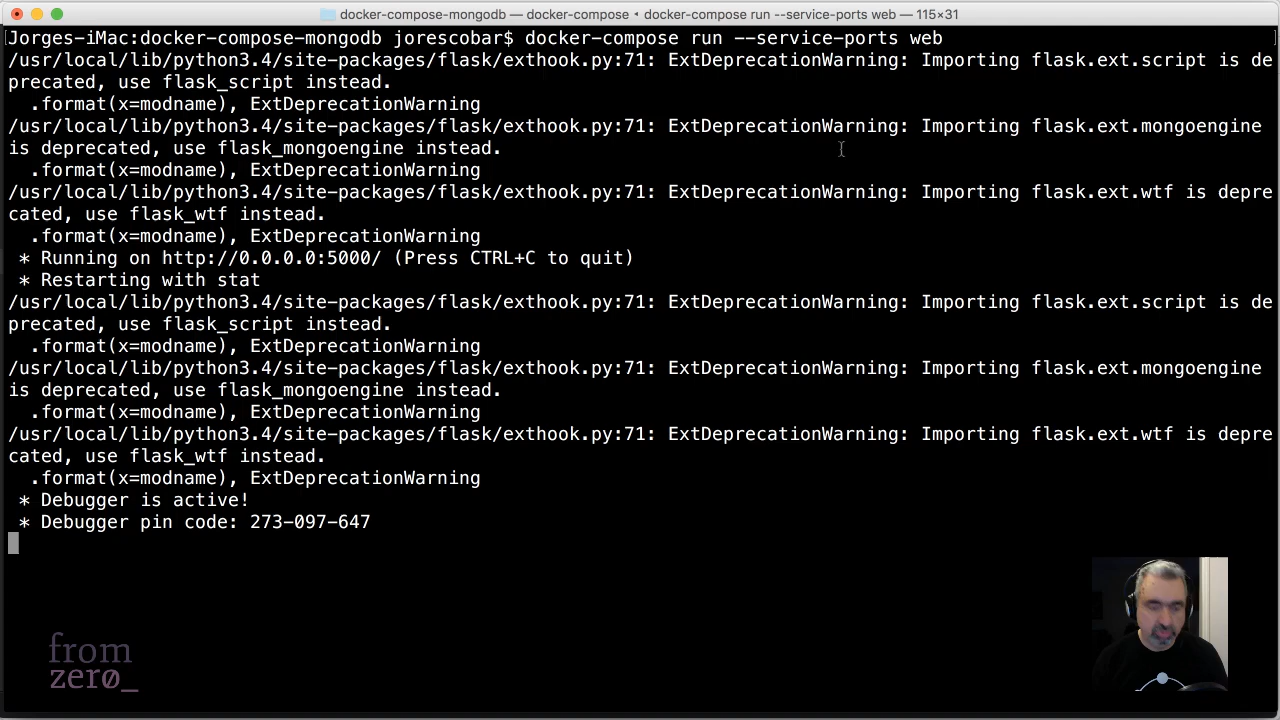 docker-compose-mongodb — docker-compose • docker-compose run --service-ports web — 115×31
Jorges-iMac:docker-compose-mongodb jorescobar$ docker-compose run --service-ports web
/usr/local/lib/python3.4/site-packages/flask/exthook.py:71: ExtDeprecationWarning: Importing flask.ext.script is de
precated, use flask_script instead.
  .format(x=modname), ExtDeprecationWarning
/usr/local/lib/python3.4/site-packages/flask/exthook.py:71: ExtDeprecationWarning: Importing flask.ext.mongoengine
is deprecated, use flask_mongoengine instead.
  .format(x=modname), ExtDeprecationWarning
/usr/local/lib/python3.4/site-packages/flask/exthook.py:71: ExtDeprecationWarning: Importing flask.ext.wtf is depre
cated, use flask_wtf instead.
  .format(x=modname), ExtDeprecationWarning
 * Running on http://0.0.0.0:5000/ (Press CTRL+C to quit)
 * Restarting with stat
/usr/local/lib/python3.4/site-packages/flask/exthook.py:71: ExtDeprecationWarning: Importing flask.ext.script is de
precated, use flask_script instead.
  .format(x=modname), ExtDeprecationWarning
/usr/local/lib/python3.4/site-packages/flask/exthook.py:71: ExtDeprecationWarning: Importing flask.ext.mongoengine
is deprecated, use flask_mongoengine instead.
  .format(x=modname), ExtDeprecationWarning
/usr/local/lib/python3.4/site-packages/flask/exthook.py:71: ExtDeprecationWarning: Importing flask.ext.wtf is depre
cated, use flask_wtf instead.
  .format(x=modname), ExtDeprecationWarning
 * Debugger is active!
 * Debugger pin code: 273-097-647
from
zerø_